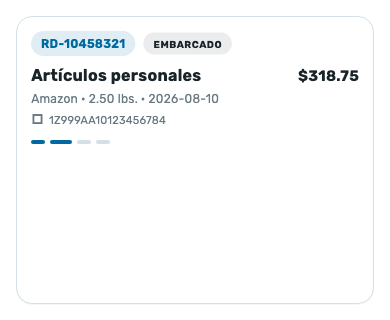 RD-10458321 EMBARCADO
Artículos personales $318.75
Amazon • 2.50 lbs. • 2026-08-10
1Z999AA10123456784